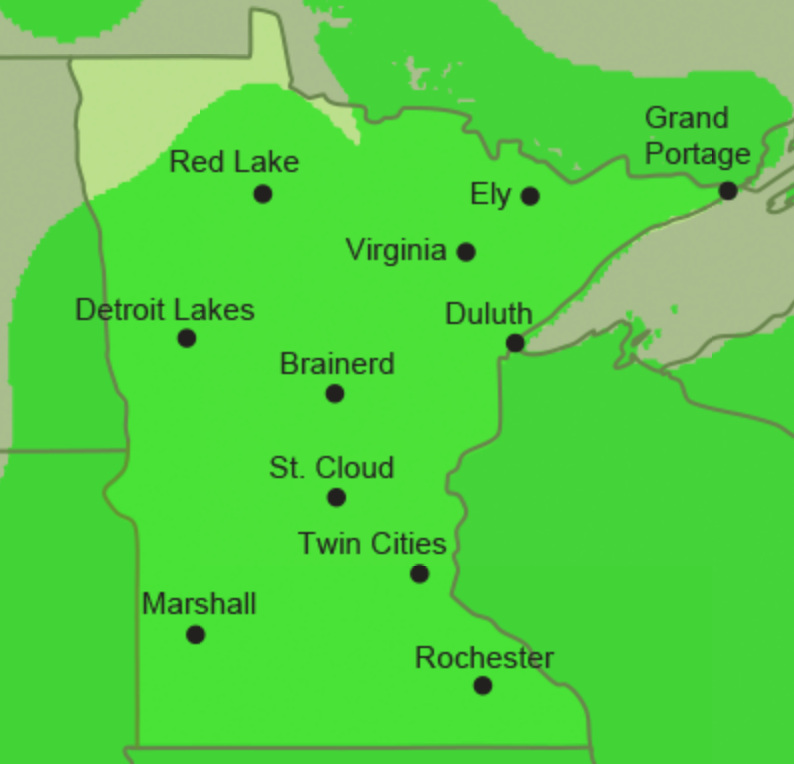 Grand
Portage
Red Lake
Ely
Virginia
Detroit Lakes
Duluth
Brainerd
St. Cloud
Twin Cities
Marshall
Rochester